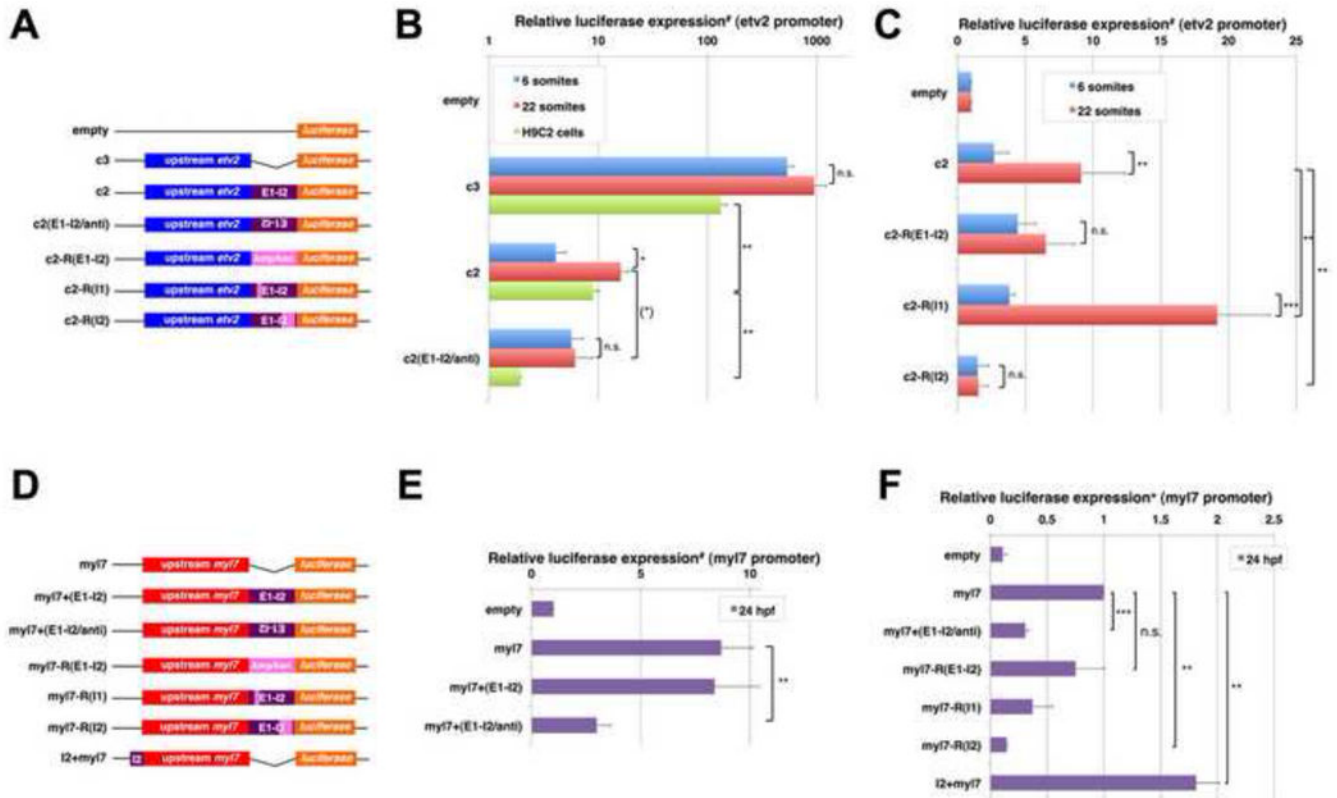 A
empty
luciferase
c3
upstream etv2
luciferase
c2
upstream etv2
E1-I2
luciferase
c2(E1-I2/anti)
upstream etv2
E1-I2
luciferase
c2-R(E1-I2)
upstream etv2
luciferase
c2-R(I1)
upstream etv2
E1-I2
luciferase
c2-R(I2)
upstream etv2
E1-I2
luciferase
B
Relative luciferase expression# (etv2 promoter)
1 10 100 1000
6 somites
22 somites
H9C2 cells
empty
c3
n.s.
**
c2
*
(*)
*
**
c2(E1-I2/anti)
n.s.
C
Relative luciferase expression# (etv2 promoter)
0 5 10 15 20 25
6 somites
22 somites
empty
c2
**
c2-R(E1-I2)
n.s.
**
**
c2-R(I1)
***
c2-R(I2)
n.s.
D
myl7
upstream myl7
luciferase
myl7+(E1-I2)
upstream myl7
E1-I2
luciferase
myl7+(E1-I2/anti)
upstream myl7
E1-I2
luciferase
myl7-R(E1-I2)
upstream myl7
luciferase
myl7-R(I1)
upstream myl7
E1-I2
luciferase
myl7-R(I2)
upstream myl7
E1-I2
luciferase
I2+myl7
I2
upstream myl7
luciferase
E
Relative luciferase expression# (myl7 promoter)
0 5 10
24 hpf
empty
myl7
myl7+(E1-I2)
**
myl7+(E1-I2/anti)
F
Relative luciferase expression* (myl7 promoter)
0 0.5 1 1.5 2 2.5
24 hpf
empty
myl7
***
myl7+(E1-I2/anti)
n.s.
myl7-R(E1-I2)
**
**
myl7-R(I1)
myl7-R(I2)
I2+myl7